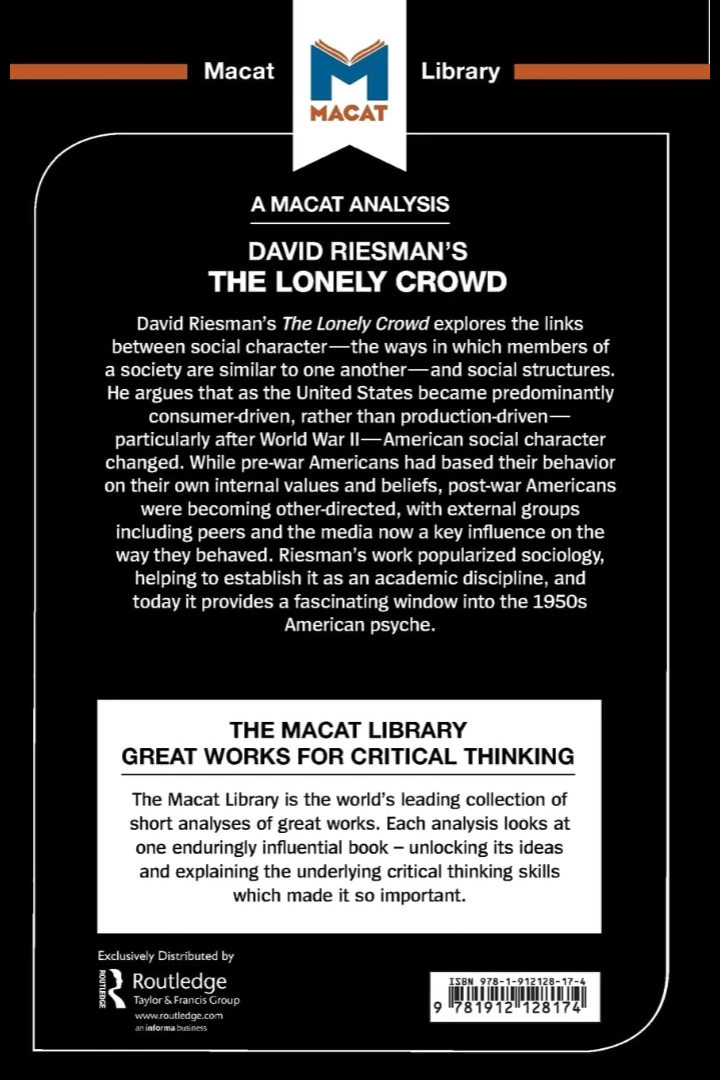 Macat Library
MACAT
A MACAT ANALYSIS
DAVID RIESMAN'S
THE LONELY CROWD
David Riesman's The Lonely Crowd explores the links
between social character—the ways in which members of
a society are similar to one another—and social structures.
He argues that as the United States became predominantly
consumer-driven, rather than production-driven—
particularly after World War II—American social character
changed. While pre-war Americans had based their behavior
on their own internal values and beliefs, post-war Americans
were becoming other-directed, with external groups
including peers and the media now a key influence on the
way they behaved. Riesman's work popularized sociology,
helping to establish it as an academic discipline, and
today it provides a fascinating window into the 1950s
American psyche.
THE MACAT LIBRARY
GREAT WORKS FOR CRITICAL THINKING
The Macat Library is the world's leading collection of
short analyses of great works. Each analysis looks at
one enduringly influential book – unlocking its ideas
and explaining the underlying critical thinking skills
which made it so important.
Exclusively Distributed by
ROUTLEDGE
Routledge
Taylor & Francis Group
www.routledge.com
an informa business
ISBN 978-1-912128-17-4
9 781912 128174